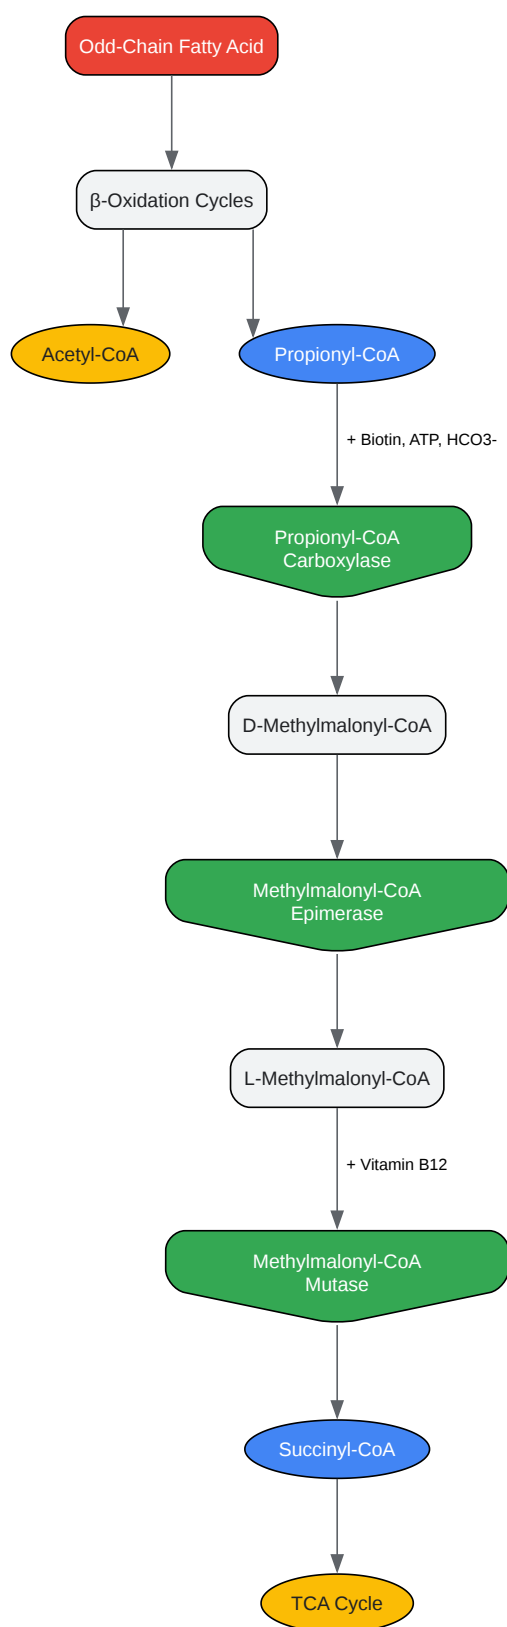 Odd-Chain Fatty Acid
β-Oxidation Cycles
Acetyl-CoA
Propionyl-CoA
+ Biotin, ATP, HCO3-
Propionyl-CoA
Carboxylase
D-Methylmalonyl-CoA
Methylmalonyl-CoA
Epimerase
L-Methylmalonyl-CoA
+ Vitamin B12
Methylmalonyl-CoA
Mutase
Succinyl-CoA
TCA Cycle